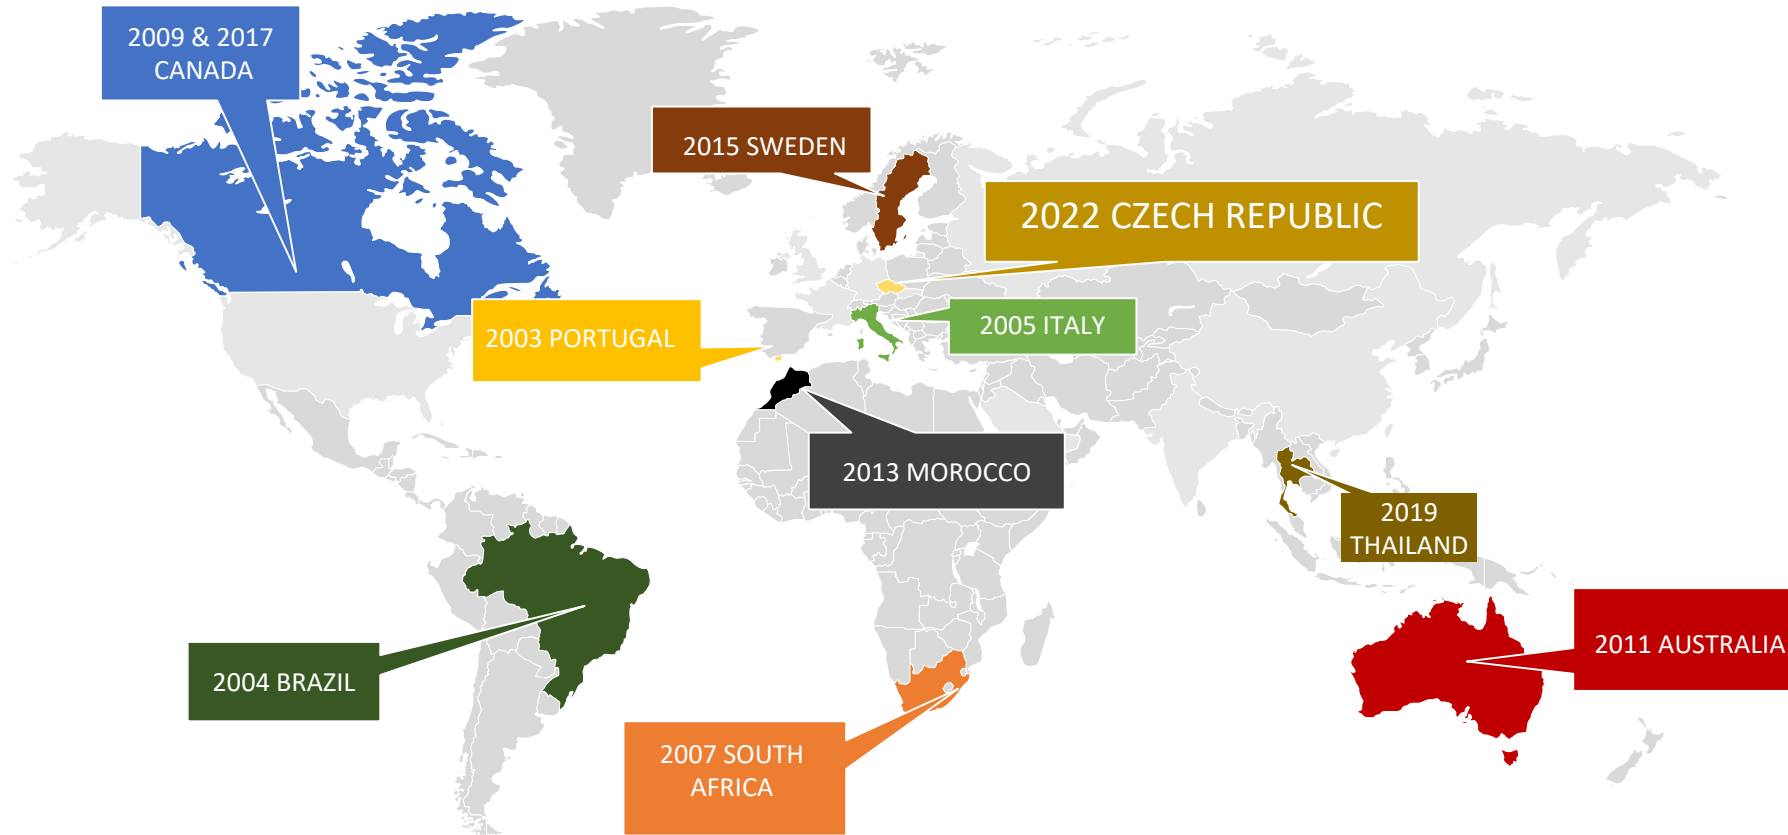 2009 & 2017
CANADA
2015 SWEDEN
2022 CZECH REPUBLIC
2003 PORTUGAL
2005 ITALY
2013 MOROCCO
2019
THAILAND
2004 BRAZIL
2011 AUSTRALIA
2007 SOUTH
AFRICA